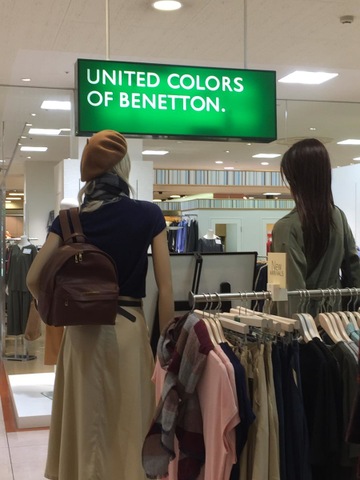 UNITED COLORS
OF BENETTON.